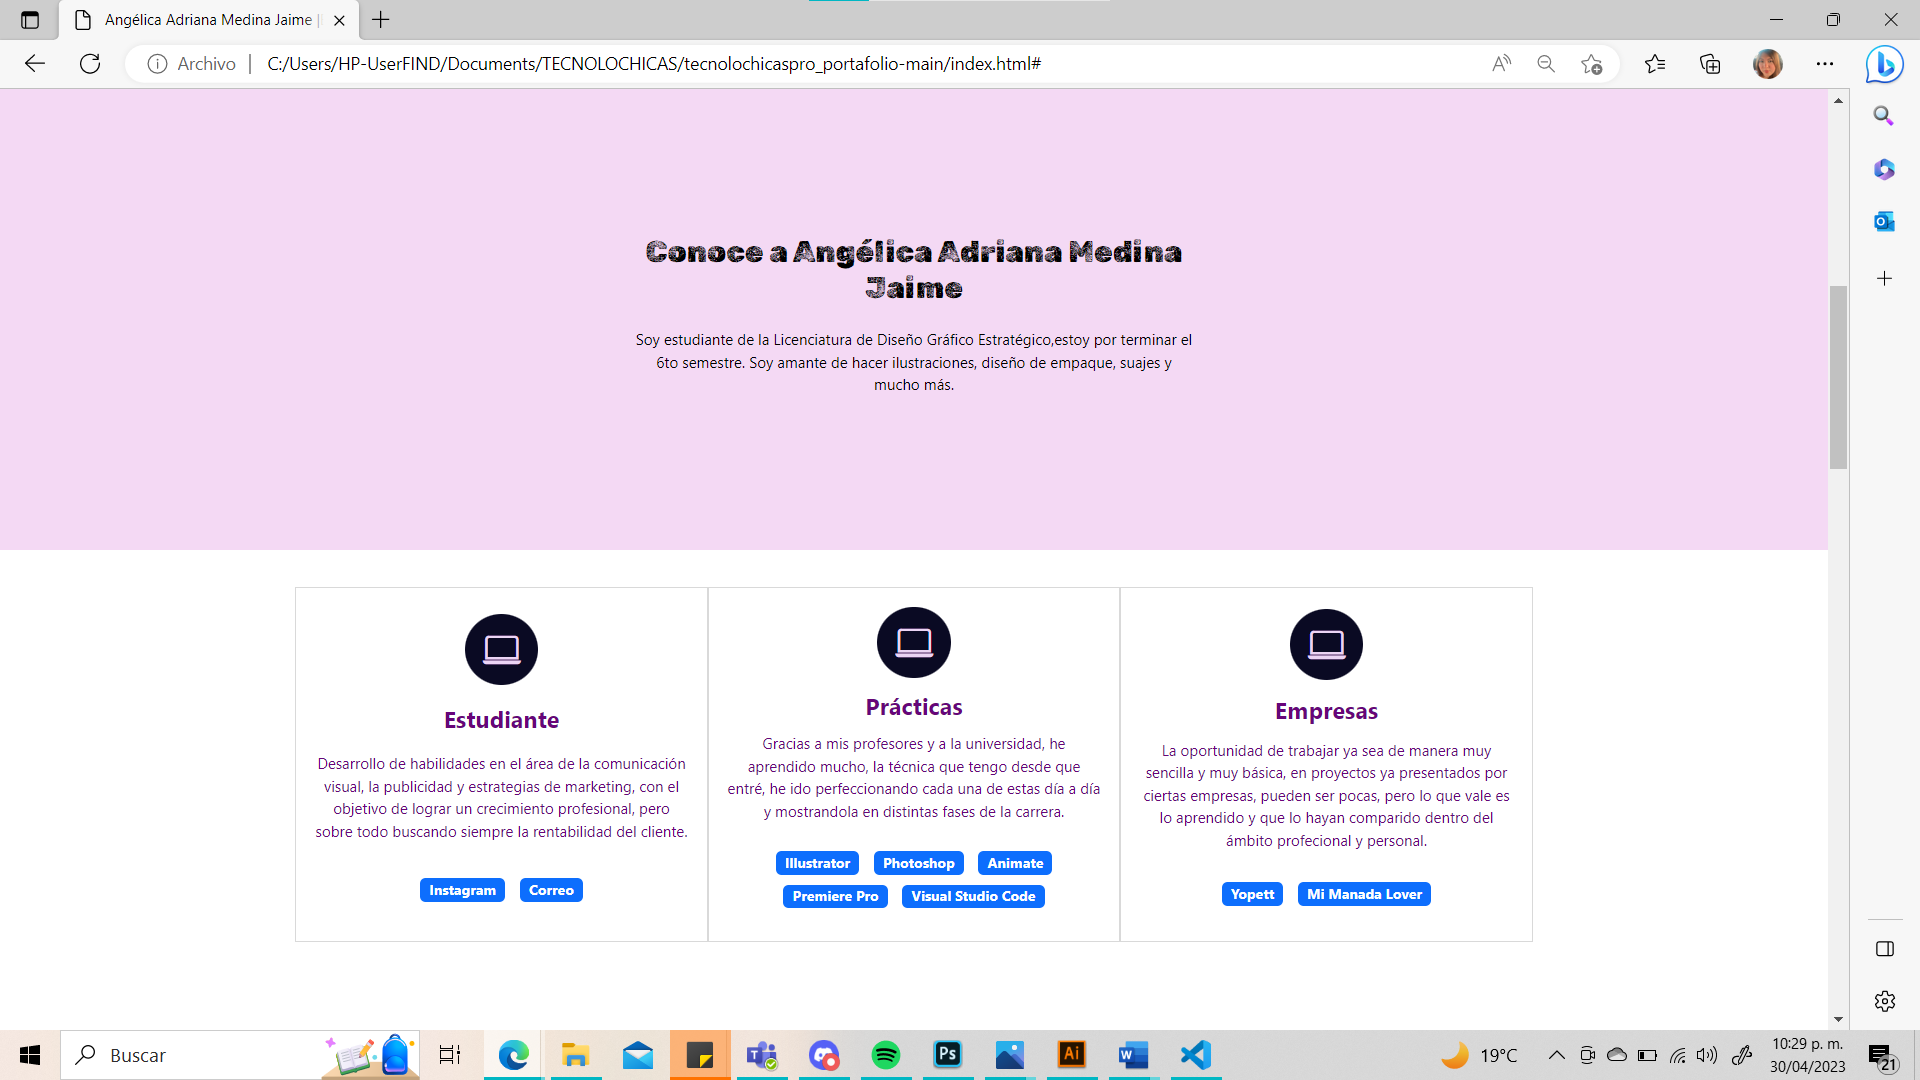 Angélica Adriana Medina Jaime |
Archivo
C:/Users/HP-UserFIND/Documents/TECNOLOCHICAS/tecnolochicaspro_portafolio-main/index.html#
Conoce a Angélica Adriana Medina
Jaime
Soy estudiante de la Licenciatura de Diseño Gráfico Estratégico,estoy por terminar el
6to semestre. Soy amante de hacer ilustraciones, diseño de empaque, suajes y
mucho más.
Estudiante
Desarrollo de habilidades en el área de la comunicación
visual, la publicidad y estrategias de marketing, con el
objetivo de lograr un crecimiento profesional, pero
sobre todo buscando siempre la rentabilidad del cliente.
Instagram Correo
Prácticas
Gracias a mis profesores y a la universidad, he
aprendido mucho, la técnica que tengo desde que
entré, he ido perfeccionando cada una de estas día a día
y mostrandola en distintas fases de la carrera.
Illustrator Photoshop Animate
Premiere Pro Visual Studio Code
Empresas
La oportunidad de trabajar ya sea de manera muy
sencilla y muy básica, en proyectos ya presentados por
ciertas empresas, pueden ser pocas, pero lo que vale es
lo aprendido y que lo hayan comparido dentro del
ámbito profecional y personal.
Yopett Mi Manada Lover
Buscar
Ps
Ai
19°C
10:29 p. m.
30/04/2023
21